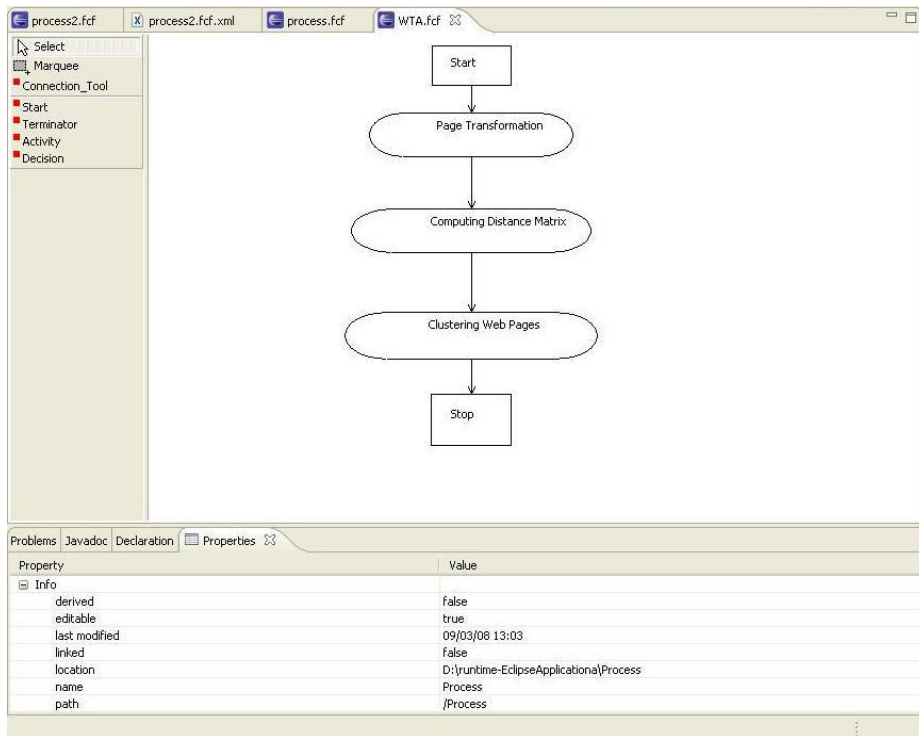 process2.fcf process2.fcf.xml process.fcf WTA.fcf
Select
Marquee
Connection_Tool
Start
Terminator
Activity
Decision
Start
Page Transformation
Computing Distance Matrix
Clustering Web Pages
Stop
Problems Javadoc Declaration Properties
Property Value
Info
derived false
editable true
last modified 09/03/08 13:03
linked false
location D:\runtime-EclipseApplicationa\Process
name Process
path /Process